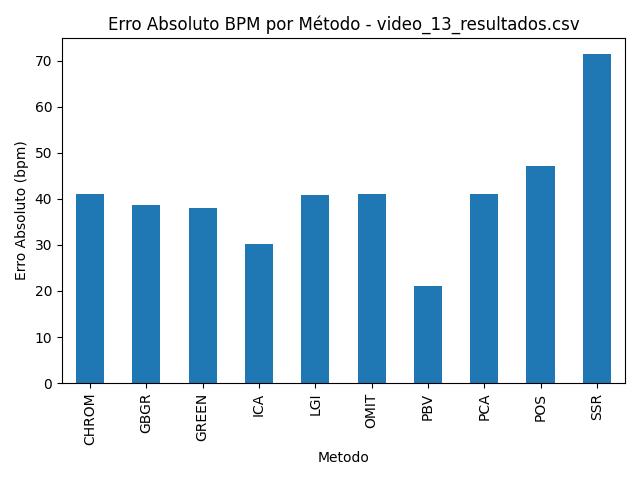 Erro Absoluto BPM por Método - video_13_resultados.csv
Erro Absoluto (bpm)
70
60
50
40
30
20
10
0
CHROM
GBGR
GREEN
ICA
LGI
OMIT
PBV
PCA
POS
SSR
Metodo